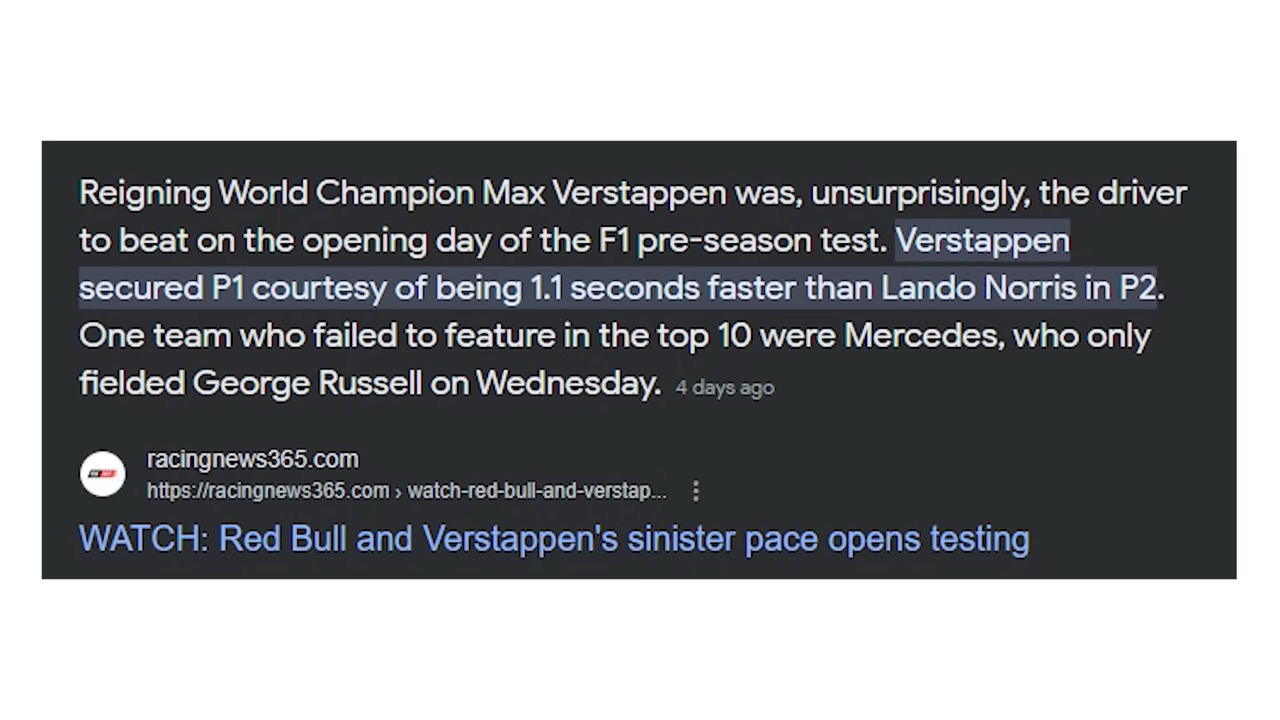 Reigning World Champion Max Verstappen was, unsurprisingly, the driver
to beat on the opening day of the F1 pre-season test. Verstappen
secured P1 courtesy of being 1.1 seconds faster than Lando Norris in P2.
One team who failed to feature in the top 10 were Mercedes, who only
fielded George Russell on Wednesday. 4 days ago
racingnews365.com
https://racingnews365.com › watch-red-bull-and-verstap...
WATCH: Red Bull and Verstappen's sinister pace opens testing